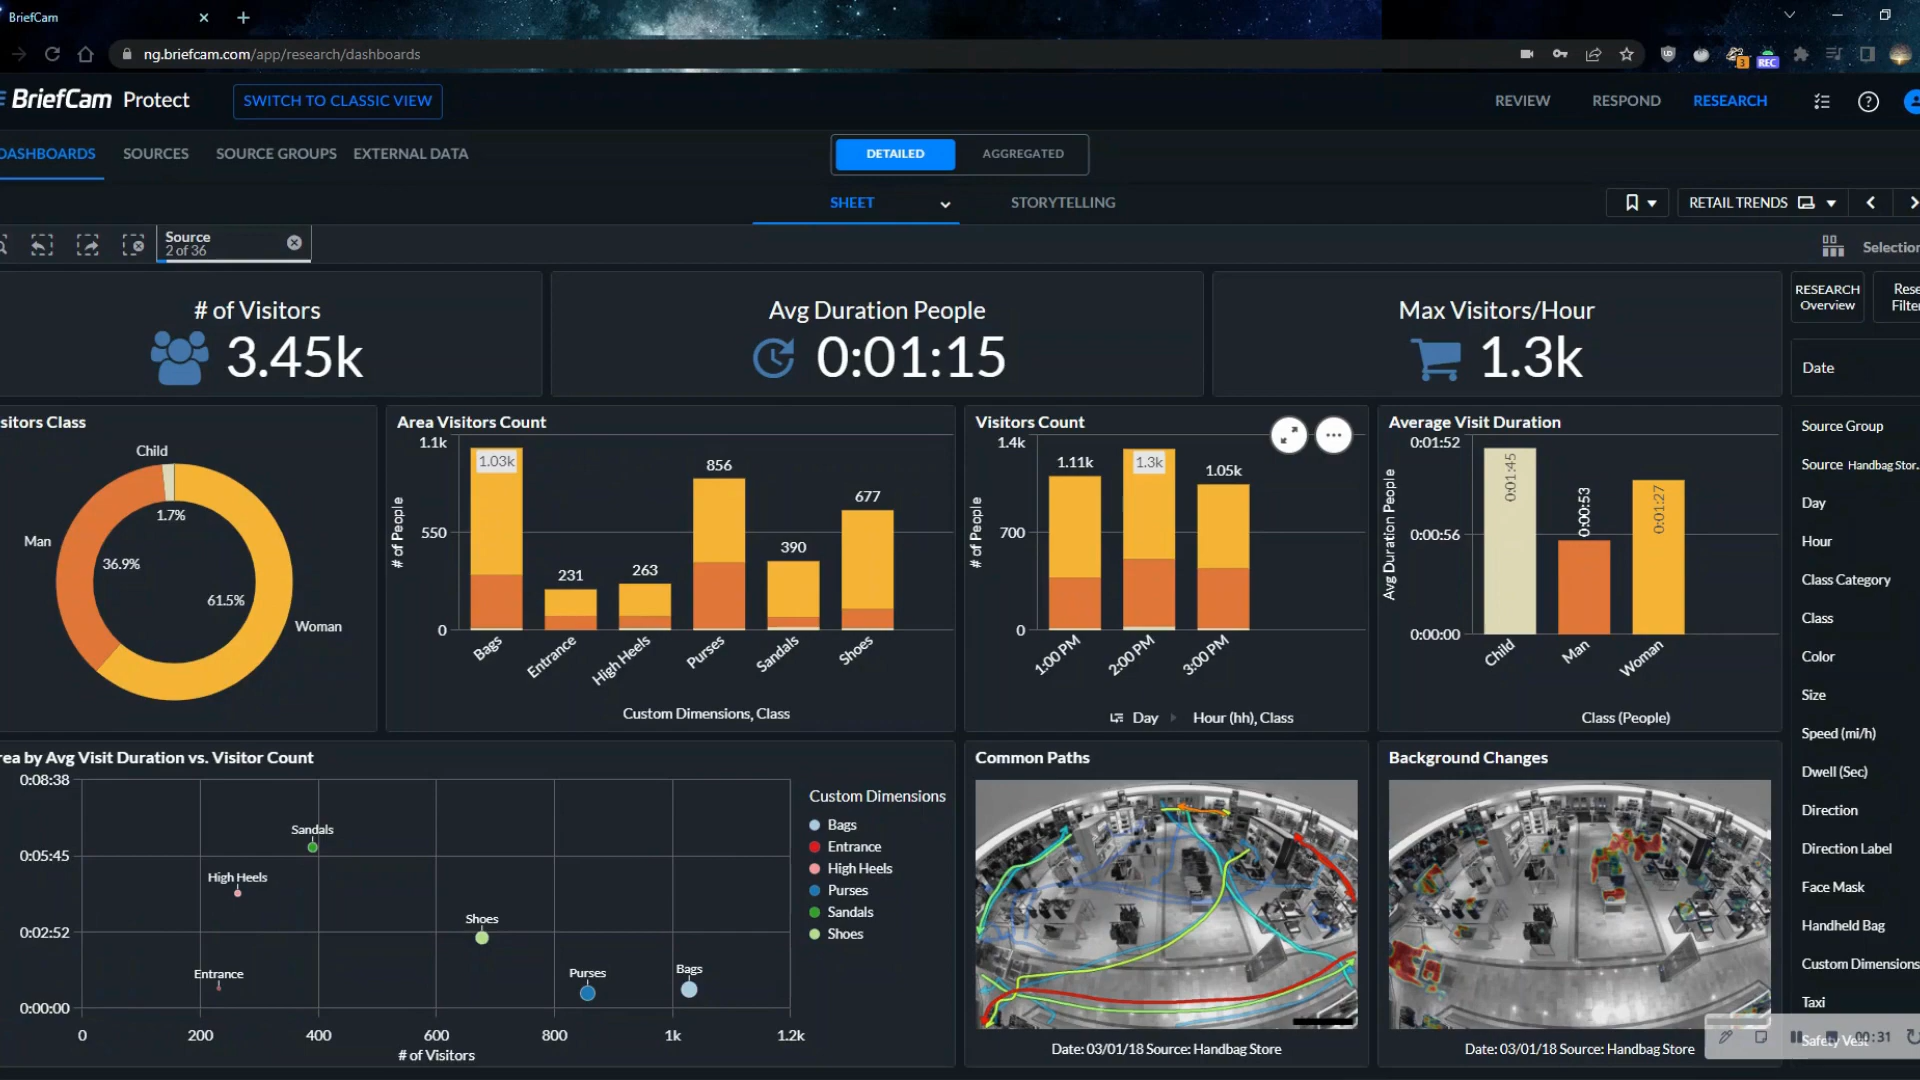 BriefCam
ng.briefcam.com/app/research/dashboards
3
REC
BriefCam Protect
SWITCH TO CLASSIC VIEW
REVIEW
RESPOND
RESEARCH
DASHBOARDS
SOURCES
SOURCE GROUPS
EXTERNAL DATA
DETAILED
AGGREGATED
SHEET
STORYTELLING
RETAIL TRENDS
Source
2 of 36
Selection
# of Visitors
3.45k
Avg Duration People
0:01:15
Max Visitors/Hour
1.3k
RESEARCH
Overview
Rese
Filte
Date
sitors Class
Child
1.7%
Man
36.9%
61.5%
Woman
Area Visitors Count
1.1k
550
0
# of People
1.03k
231
263
856
390
677
Bags
Entrance
High Heels
Purses
Sandals
Shoes
Custom Dimensions, Class
Visitors Count
1.4k
700
0
# of People
1.11k
1.3k
1.05k
1:00 PM
2:00 PM
3:00 PM
Day
Hour (hh), Class
Average Visit Duration
0:01:52
0:00:56
0:00:00
Avg Duration People
0:01:45
0:00:53
0:01:27
Child
Man
Woman
Class (People)
Source Group
Source Handbag Stor..
Day
Hour
Class Category
Class
Color
Size
Speed (mi/h)
Dwell (Sec)
Direction
Direction Label
Face Mask
Handheld Bag
Custom Dimensions
Taxi
Safety Vest
rea by Avg Visit Duration vs. Visitor Count
0:08:38
0:05:45
0:02:52
0:00:00
Sandals
High Heels
Shoes
Entrance
Purses
Bags
0
200
400
600
800
1k
1.2k
# of Visitors
Custom Dimensions
Bags
Entrance
High Heels
Purses
Sandals
Shoes
Common Paths
Date: 03/01/18 Source: Handbag Store
Background Changes
Date: 03/01/18 Source: Handbag Store
00:31